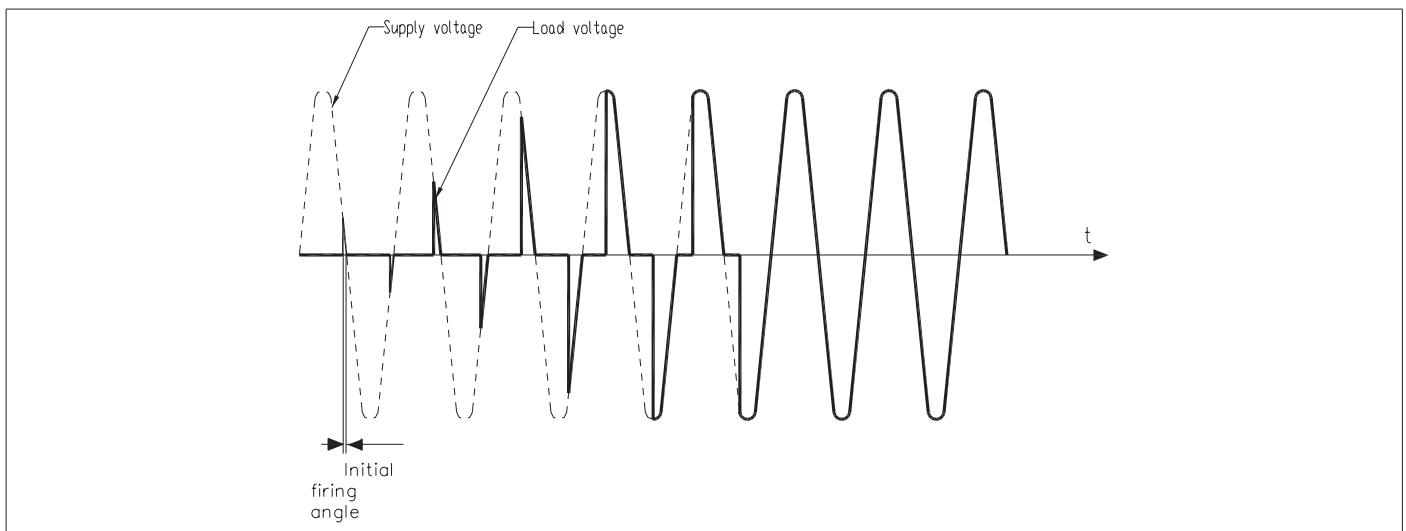 Supply voltage
Load voltage
t
Initial
firing
angle